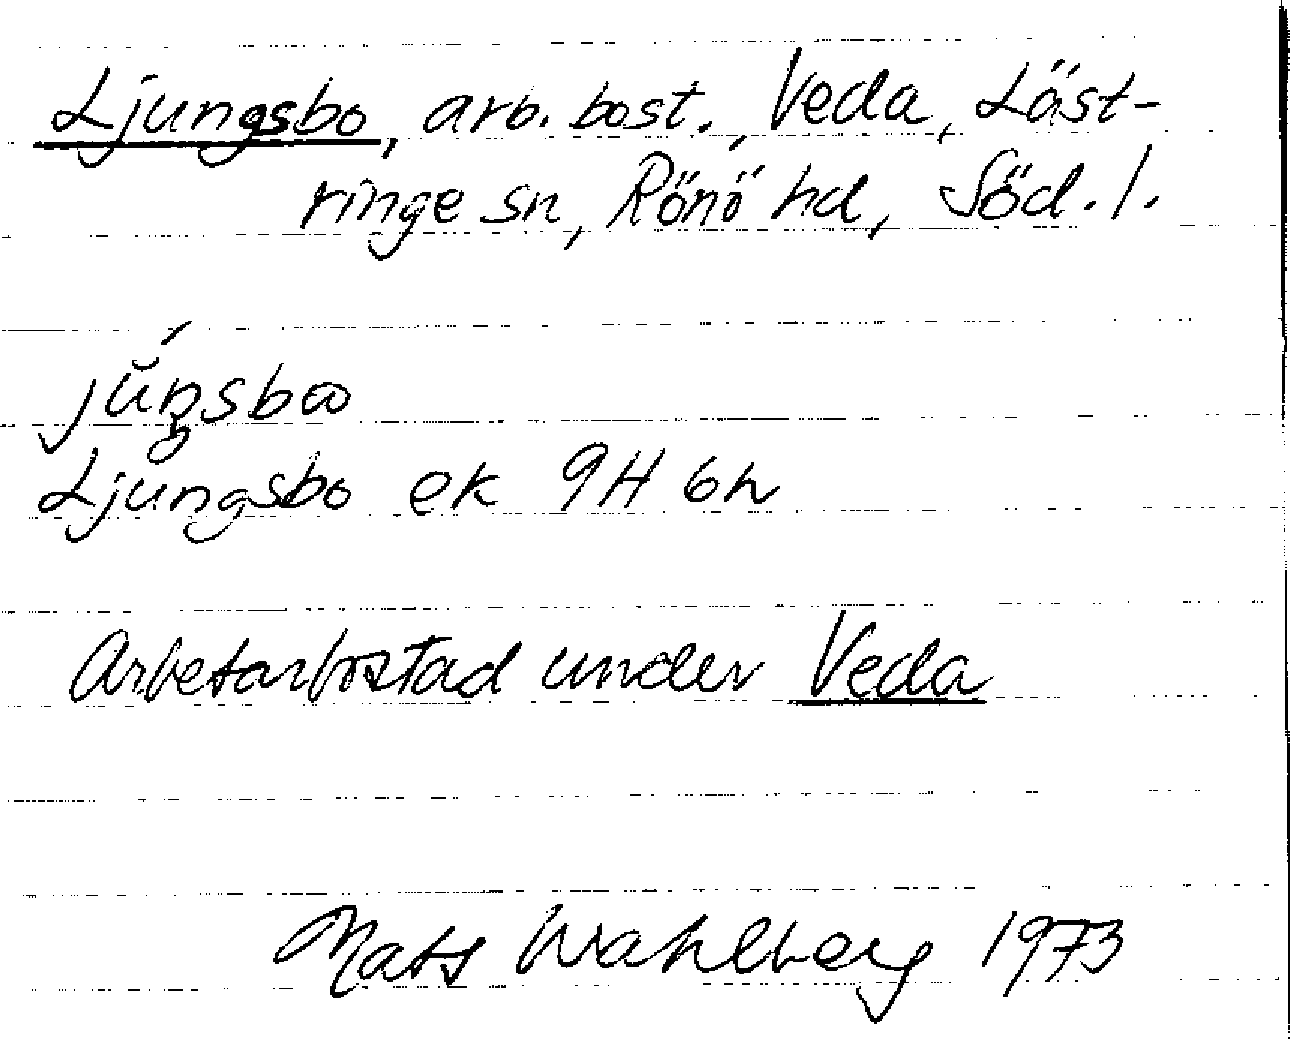 Ljungsbo, arb. bost., Veda, Läst-
ringe sn, Rönö hd, Söd. l.
Ljungsbo ek 9H 6h
Arbetarbostad under Veda
Mats Wahlberg 1973